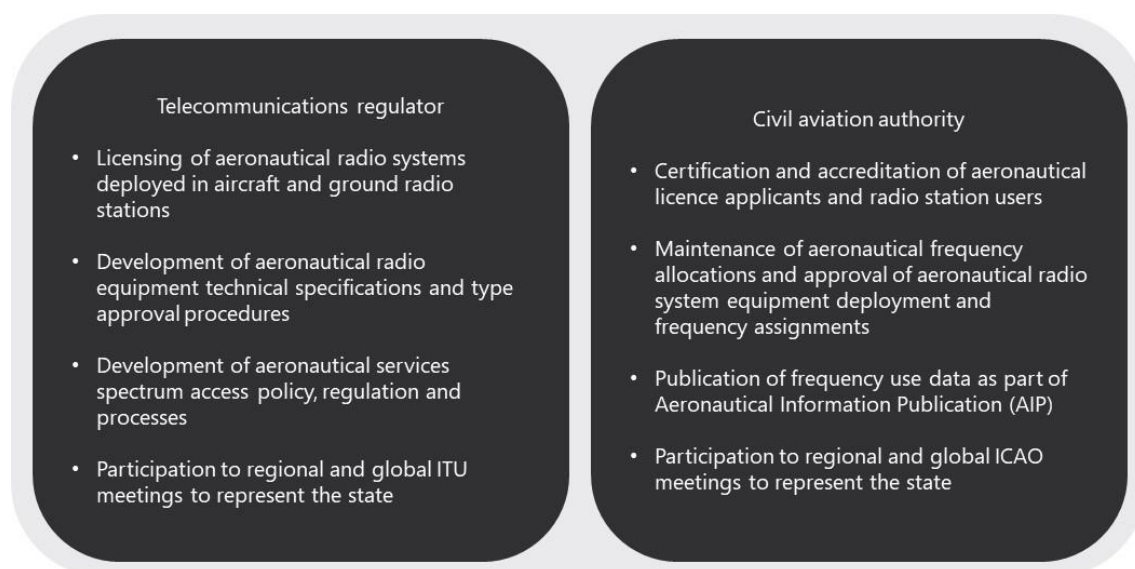 Telecommunications regulator
• Licensing of aeronautical radio systems
deployed in aircraft and ground radio
stations
• Development of aeronautical radio
equipment technical specifications and type
approval procedures
• Development of aeronautical services
spectrum access policy, regulation and
processes
• Participation to regional and global ITU
meetings to represent the state
Civil aviation authority
• Certification and accreditation of aeronautical
licence applicants and radio station users
• Maintenance of aeronautical frequency
allocations and approval of aeronautical radio
system equipment deployment and
frequency assignments
• Publication of frequency use data as part of
Aeronautical Information Publication (AIP)
• Participation to regional and global ICAO
meetings to represent the state